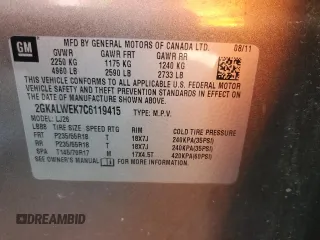 GM
MFD BY GENERAL MOTORS OF CANADA LTD. 08/11
GVWR GAWR FRT GAWR RR
2250 KG 1175 KG 1240 KG
4960 LB 2590 LB 2733 LB
THIS VEHICLE CONFORMS TO ALL APPLICABLE U.S. FEDERAL MOTOR VEHICLE SAFETY, BUMPER, AND THEFT PREVENTION STANDARDS IN EFFECT ON THE DATE OF MANUFACTURE SHOWN ABOVE.
2GKALWEK7C6119415 TYPE: M.P.V.
MODEL: LJ26
TIRE SIZE SPEED RTG RIM COLD TIRE PRESSURE
FRT P235/55R18 T 18X7J 240KPA(35PSI)
RR P235/55R18 T 18X7J 240KPA(35PSI)
SPA T145/70R17 M 17X4.5T 420KPA(60PSI)
SEE OWNER'S MANUAL FOR MORE INFORMATION.